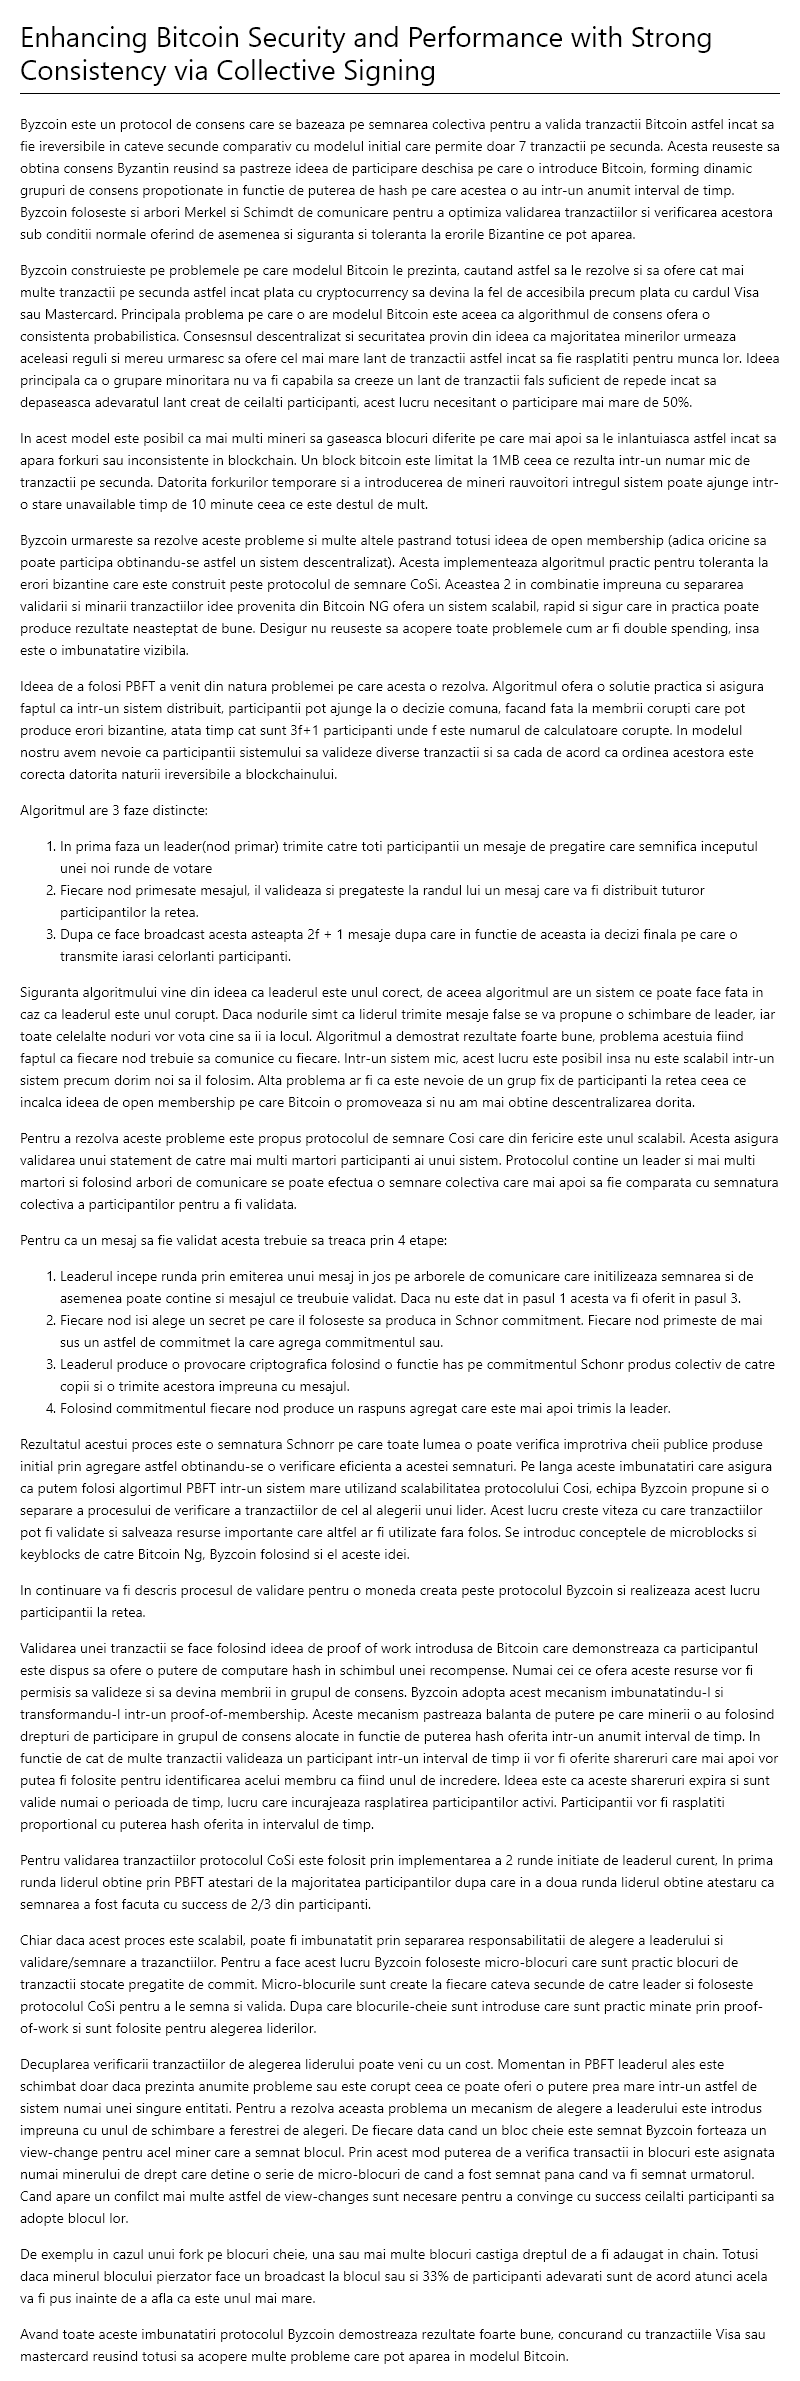 Enhancing Bitcoin Security and Performance with Strong
Consistency via Collective Signing
Byzcoin este un protocol de consens care se bazeaza pe semnarea colectiva pentru a valida tranzactii Bitcoin astfel incat sa
fie ireversibile in cateve secunde comparativ cu modelul initial care permite doar 7 tranzactii pe secunda. Acesta reuseste sa
obtina consens Byzantin reusind sa pastreze ideea de participare deschisa pe care o introduce Bitcoin, forming dinamic
grupuri de consens propotionate in functie de puterea de hash pe care acestea o au intr-un anumit interval de timp.
Byzcoin foloseste si arbori Merkel si Schimdt de comunicare pentru a optimiza validarea tranzactiilor si verificarea acestora
sub conditii normale oferind de asemenea si siguranta si toleranta la erorile Bizantine ce pot aparea.
Byzcoin construieste pe problemele pe care modelul Bitcoin le prezinta, cautand astfel sa le rezolve si sa ofere cat mai
multe tranzactii pe secunda astfel incat plata cu cryptocurrency sa devina la fel de accesibila precum plata cu cardul Visa
sau Mastercard. Principala problema pe care o are modelul Bitcoin este aceea ca algorithmul de consens ofera o
consistenta probabilistica. Consesnsul descentralizat si securitatea provin din ideea ca majoritatea minerilor urmeaza
aceleasi reguli si mereu urmaresc sa ofere cel mai mare lant de tranzactii astfel incat sa fie rasplatiti pentru munca lor. Ideea
principala ca o grupare minoritara nu va fi capabila sa creeze un lant de tranzactii fals suficient de repede incat sa
depaseasca adevaratul lant creat de ceilalti participanti, acest lucru necesitant o participare mai mare de 50%.
In acest model este posibil ca mai multi mineri sa gaseasca blocuri diferite pe care mai apoi sa le inlantuiasca astfel incat sa
apara forkuri sau inconsistente in blockchain. Un block bitcoin este limitat la 1MB ceea ce rezulta intr-un numar mic de
tranzactii pe secunda. Datorita forkurilor temporare si a introducerea de mineri rauvoitori intregul sistem poate ajunge intr-
o stare unavailable timp de 10 minute ceea ce este destul de mult.
Byzcoin urmareste sa rezolve aceste probleme si multe altele pastrand totusi ideea de open membership (adica oricine sa
poate participa obtinandu-se astfel un sistem descentralizat). Acesta implementeaza algoritmul practic pentru toleranta la
erori bizantine care este construit peste protocolul de semnare CoSi. Aceastea 2 in combinatie impreuna cu separarea
validarii si minarii tranzactiilor idee provenita din Bitcoin NG ofera un sistem scalabil, rapid si sigur care in practica poate
produce rezultate neasteptat de bune. Desigur nu reuseste sa acopere toate problemele cum ar fi double spending, insa
este o imbunatatire vizibila.
Ideea de a folosi PBFT a venit din natura problemei pe care acesta o rezolva. Algoritmul ofera o solutie practica si asigura
faptul ca intr-un sistem distribuit, participantii pot ajunge la o decizie comuna, facand fata la membrii corupti care pot
produce erori bizantine, atata timp cat sunt 3f+1 participanti unde f este numarul de calculatoare corupte. In modelul
nostru avem nevoie ca participantii sistemului sa valideze diverse tranzactii si sa cada de acord ca ordinea acestora este
corecta datorita naturii ireversibile a blockchainului.
Algoritmul are 3 faze distincte:
1. In prima faza un leader(nod primar) trimite catre toti participantii un mesaje de pregatire care semnifica inceputul
unei noi runde de votare
2. Fiecare nod primesate mesajul, il valideaza si pregateste la randul lui un mesaj care va fi distribuit tuturor
participantilor la retea.
3. Dupa ce face broadcast acesta asteapta 2f + 1 mesaje dupa care in functie de aceasta ia decizi finala pe care o
transmite iarasi celorlanti participanti.
Siguranta algoritmului vine din ideea ca leaderul este unul corect, de aceea algoritmul are un sistem ce poate face fata in
caz ca leaderul este unul corupt. Daca nodurile simt ca liderul trimite mesaje false se va propune o schimbare de leader, iar
toate celelalte noduri vor vota cine sa ii ia locul. Algoritmul a demostrat rezultate foarte bune, problema acestuia fiind
faptul ca fiecare nod trebuie sa comunice cu fiecare. Intr-un sistem mic, acest lucru este posibil insa nu este scalabil intr-un
sistem precum dorim noi sa il folosim. Alta problema ar fi ca este nevoie de un grup fix de participanti la retea ceea ce
incalca ideea de open membership pe care Bitcoin o promoveaza si nu am mai obtine descentralizarea dorita.
Pentru a rezolva aceste probleme este propus protocolul de semnare Cosi care din fericire este unul scalabil. Acesta asigura
validarea unui statement de catre mai multi martori participanti ai unui sistem. Protocolul contine un leader si mai multi
martori si folosind arbori de comunicare se poate efectua o semnare colectiva care mai apoi sa fie comparata cu semnatura
colectiva a participantilor pentru a fi validata.
Pentru ca un mesaj sa fie validat acesta trebuie sa treaca prin 4 etape:
1. Leaderul incepe runda prin emiterea unui mesaj in jos pe arborele de comunicare care initilizeaza semnarea si de
asemenea poate contine si mesajul ce treubuie validat. Daca nu este dat in pasul 1 acesta va fi oferit in pasul 3.
2. Fiecare nod isi alege un secret pe care il foloseste sa produca in Schnor commitment. Fiecare nod primeste de mai
sus un astfel de commitmet la care agrega commitmentul sau.
3. Leaderul produce o provocare criptografica folosind o functie has pe commitmentul Schonr produs colectiv de catre
copii si o trimite acestora impreuna cu mesajul.
4. Folosind commitmentul fiecare nod produce un raspuns agregat care este mai apoi trimis la leader.
Rezultatul acestui proces este o semnatura Schnorr pe care toate lumea o poate verifica improtriva cheii publice produse
initial prin agregare astfel obtinandu-se o verificare eficienta a acestei semnaturi. Pe langa aceste imbunatatiri care asigura
ca putem folosi algortimul PBFT intr-un sistem mare utilizand scalabilitatea protocolului Cosi, echipa Byzcoin propune si o
separare a procesului de verificare a tranzactiilor de cel al alegerii unui lider. Acest lucru creste viteza cu care tranzactiilor
pot fi validate si salveaza resurse importante care altfel ar fi utilizate fara folos. Se introduc conceptele de microblocks si
keyblocks de catre Bitcoin Ng, Byzcoin folosind si el aceste idei.
In continuare va fi descris procesul de validare pentru o moneda creata peste protocolul Byzcoin si realizeaza acest lucru
participantii la retea.
Validarea unei tranzactii se face folosind ideea de proof of work introdusa de Bitcoin care demonstreaza ca participantul
este dispus sa ofere o putere de computare hash in schimbul unei recompense. Numai cei ce ofera aceste resurse vor fi
permisis sa valideze si sa devina membrii in grupul de consens. Byzcoin adopta acest mecanism imbunatatindu-l si
transformandu-l intr-un proof-of-membership. Aceste mecanism pastreaza balanta de putere pe care minerii o au folosind
drepturi de participare in grupul de consens alocate in functie de puterea hash oferita intr-un anumit interval de timp. In
functie de cat de multe tranzactii valideaza un participant intr-un interval de timp ii vor fi oferite shareruri care mai apoi vor
putea fi folosite pentru identificarea acelui membru ca fiind unul de incredere. Ideea este ca aceste shareruri expira si sunt
valide numai o perioada de timp, lucru care incurajeaza rasplatirea participantilor activi. Participantii vor fi rasplatiti
proportional cu puterea hash oferita in intervalul de timp.
Pentru validarea tranzactiilor protocolul CoSi este folosit prin implementarea a 2 runde initiate de leaderul curent, In prima
runda liderul obtine prin PBFT atestari de la majoritatea participantilor dupa care in a doua runda liderul obtine atestaru ca
semnarea a fost facuta cu success de 2/3 din participanti.
Chiar daca acest proces este scalabil, poate fi imbunatatit prin separarea responsabilitatii de alegere a leaderului si
validare/semnare a trazanctiilor. Pentru a face acest lucru Byzcoin foloseste micro-blocuri care sunt practic blocuri de
tranzactii stocate pregatite de commit. Micro-blocurile sunt create la fiecare cateva secunde de catre leader si foloseste
protocolul CoSi pentru a le semna si valida. Dupa care blocurile-cheie sunt introduse care sunt practic minate prin proof-
of-work si sunt folosite pentru alegerea liderilor.
Decuplarea verificarii tranzactiilor de alegerea liderului poate veni cu un cost. Momentan in PBFT leaderul ales este
schimbat doar daca prezinta anumite probleme sau este corupt ceea ce poate oferi o putere prea mare intr-un astfel de
sistem numai unei singure entitati. Pentru a rezolva aceasta problema un mecanism de alegere a leaderului este introdus
impreuna cu unul de schimbare a ferestrei de alegeri. De fiecare data cand un bloc cheie este semnat Byzcoin forteaza un
view-change pentru acel miner care a semnat blocul. Prin acest mod puterea de a verifica transactii in blocuri este asignata
numai minerului de drept care detine o serie de micro-blocuri de cand a fost semnat pana cand va fi semnat urmatorul.
Cand apare un confilct mai multe astfel de view-changes sunt necesare pentru a convinge cu success ceilalti participanti sa
adopte blocul lor.
De exemplu in cazul unui fork pe blocuri cheie, una sau mai multe blocuri castiga dreptul de a fi adaugat in chain. Totusi
daca minerul blocului pierzator face un broadcast la blocul sau si 33% de participanti adevarati sunt de acord atunci acela
va fi pus inainte de a afla ca este unul mai mare.
Avand toate aceste imbunatatiri protocolul Byzcoin demostreaza rezultate foarte bune, concurand cu tranzactiile Visa sau
mastercard reusind totusi sa acopere multe probleme care pot aparea in modelul Bitcoin.